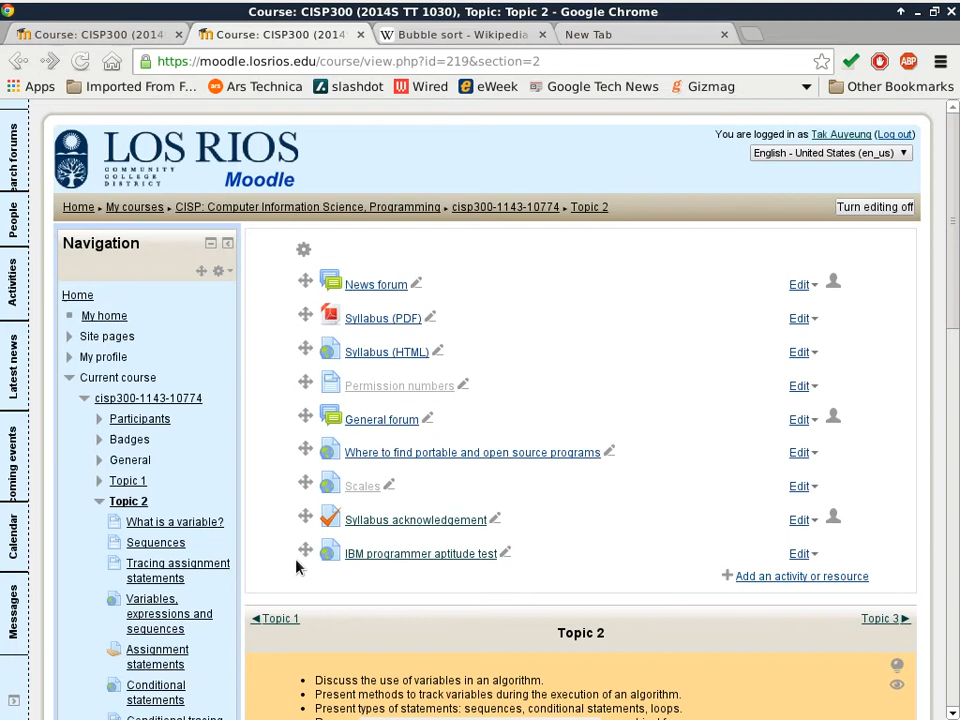 Course: CISP300 (2014S TT 1030), Topic: Topic 2 - Google Chrome
Course: CISP300 (2014
Course: CISP300 (2014
Bubble sort - Wikipedia
New Tab
https://moodle.losrios.edu/course/view.php?id=219&section=2
Apps
Imported From F...
Ars Technica
slashdot
Wired
eWeek
Google Tech News
Gizmag
Other Bookmarks
LOS RIOS
COMMUNITY
COLLEGE
DISTRICT
Moodle
You are logged in as Tak Auyeung (Log out)
English - United States (en_us)
Home ▸ My courses ▸ CISP: Computer Information Science, Programming ▸ cisp300-1143-10774 ▸ Topic 2
Turn editing off
earch forums
People
Activities
Latest news
coming events
Calendar
Messages
Navigation
Home
My home
Site pages
My profile
Current course
cisp300-1143-10774
Participants
Badges
General
Topic 1
Topic 2
What is a variable?
Sequences
Tracing assignment
statements
Variables,
expressions and
sequences
Assignment
statements
Conditional
statements
News forum
Edit
Syllabus (PDF)
Edit
Syllabus (HTML)
Edit
Permission numbers
Edit
General forum
Edit
Where to find portable and open source programs
Edit
Scales
Edit
Syllabus acknowledgement
Edit
IBM programmer aptitude test
Edit
Add an activity or resource
◀Topic 1
Topic 3▶
Topic 2
• Discuss the use of variables in an algorithm.
• Present methods to track variables during the execution of an algorithm.
• Present types of statements: sequences, conditional statements, loops.